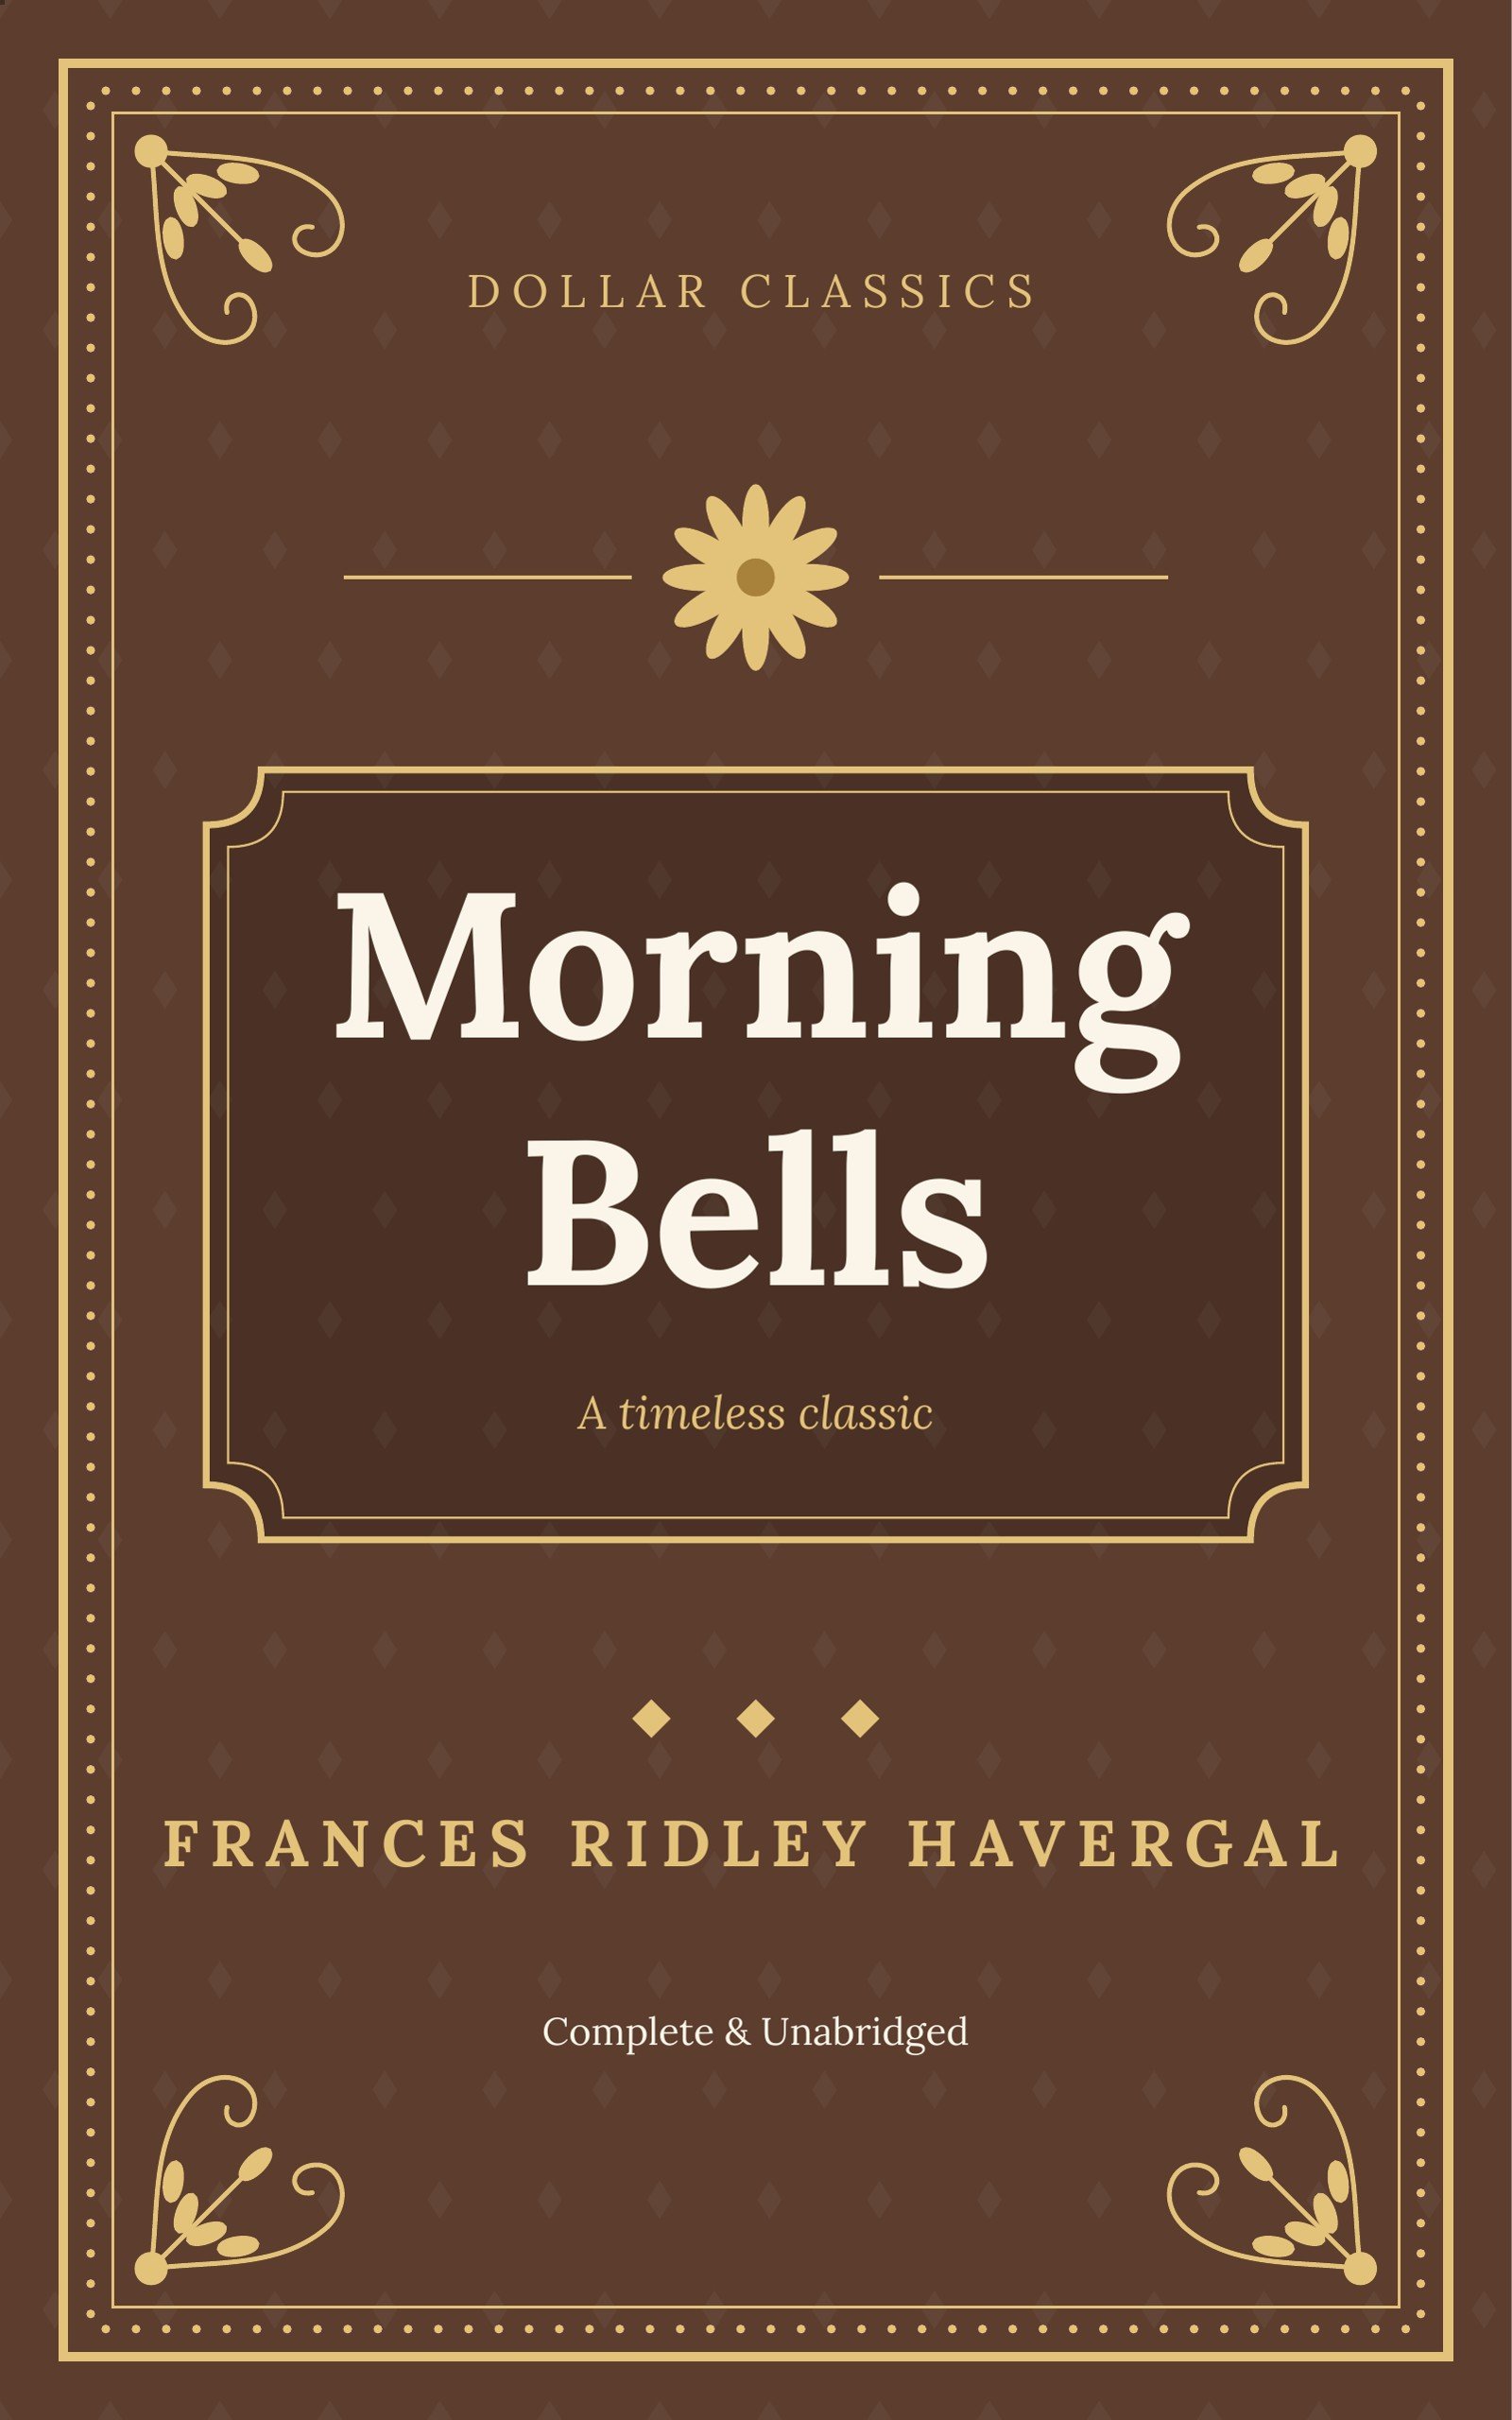 DOLLAR CLASSICS
Morning
Bells
A timeless classic
FRANCES RIDLEY HAVERGAL
Complete & Unabridged